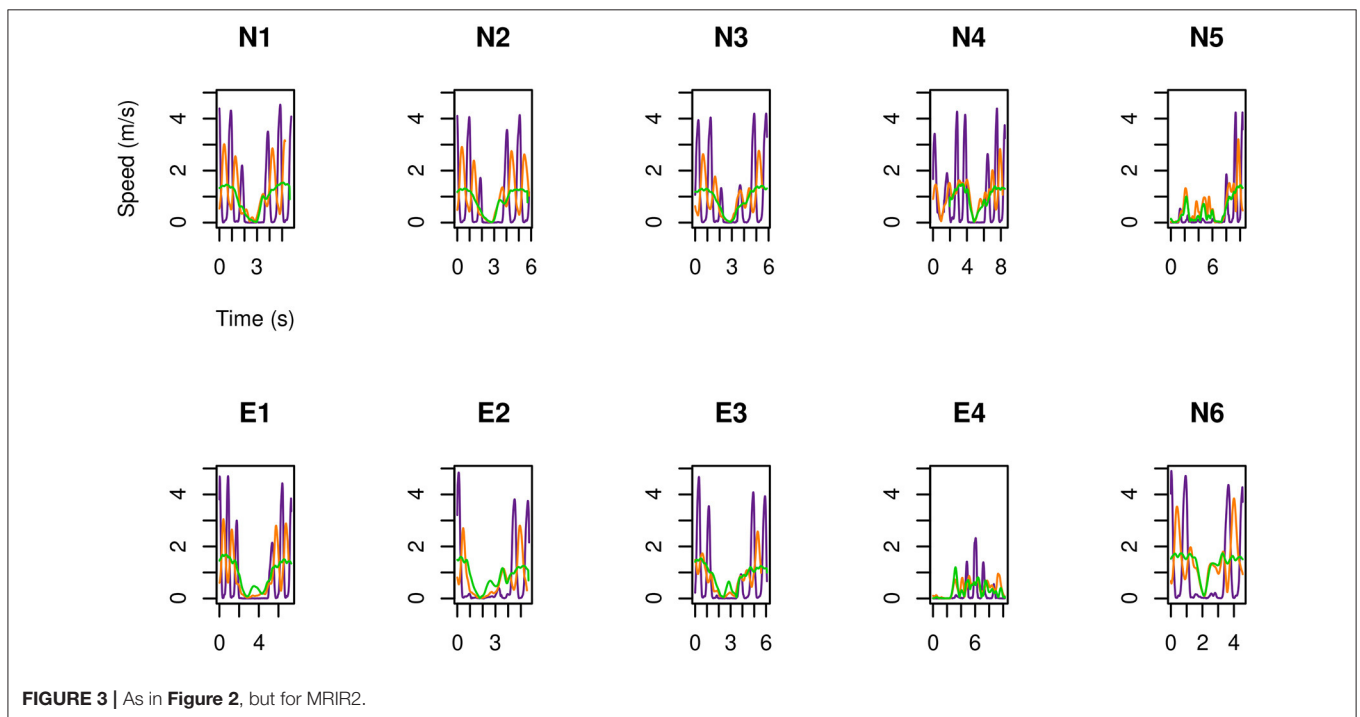 N1 N2 N3 N4 N5
Speed (m/s)
0 2 4 0 2 4 0 2 4 0 2 4 0 2 4
0 3 0 3 6 0 3 6 0 4 8 0 6
Time (s)
E1 E2 E3 E4 N6
0 2 4 0 2 4 0 2 4 0 2 4 0 2 4
0 4 0 3 0 3 6 0 6 0 2 4
FIGURE 3 | As in Figure 2, but for MRIR2.